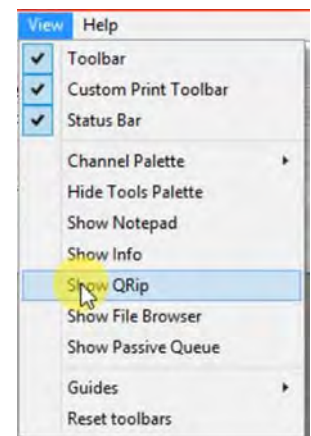 View Help
Toolbar
Custom Print Toolbar
Status Bar
Channel Palette
Hide Tools Palette
Show Notepad
Show Info
Show QRip
Show File Browser
Show Passive Queue
Guides
Reset toolbars